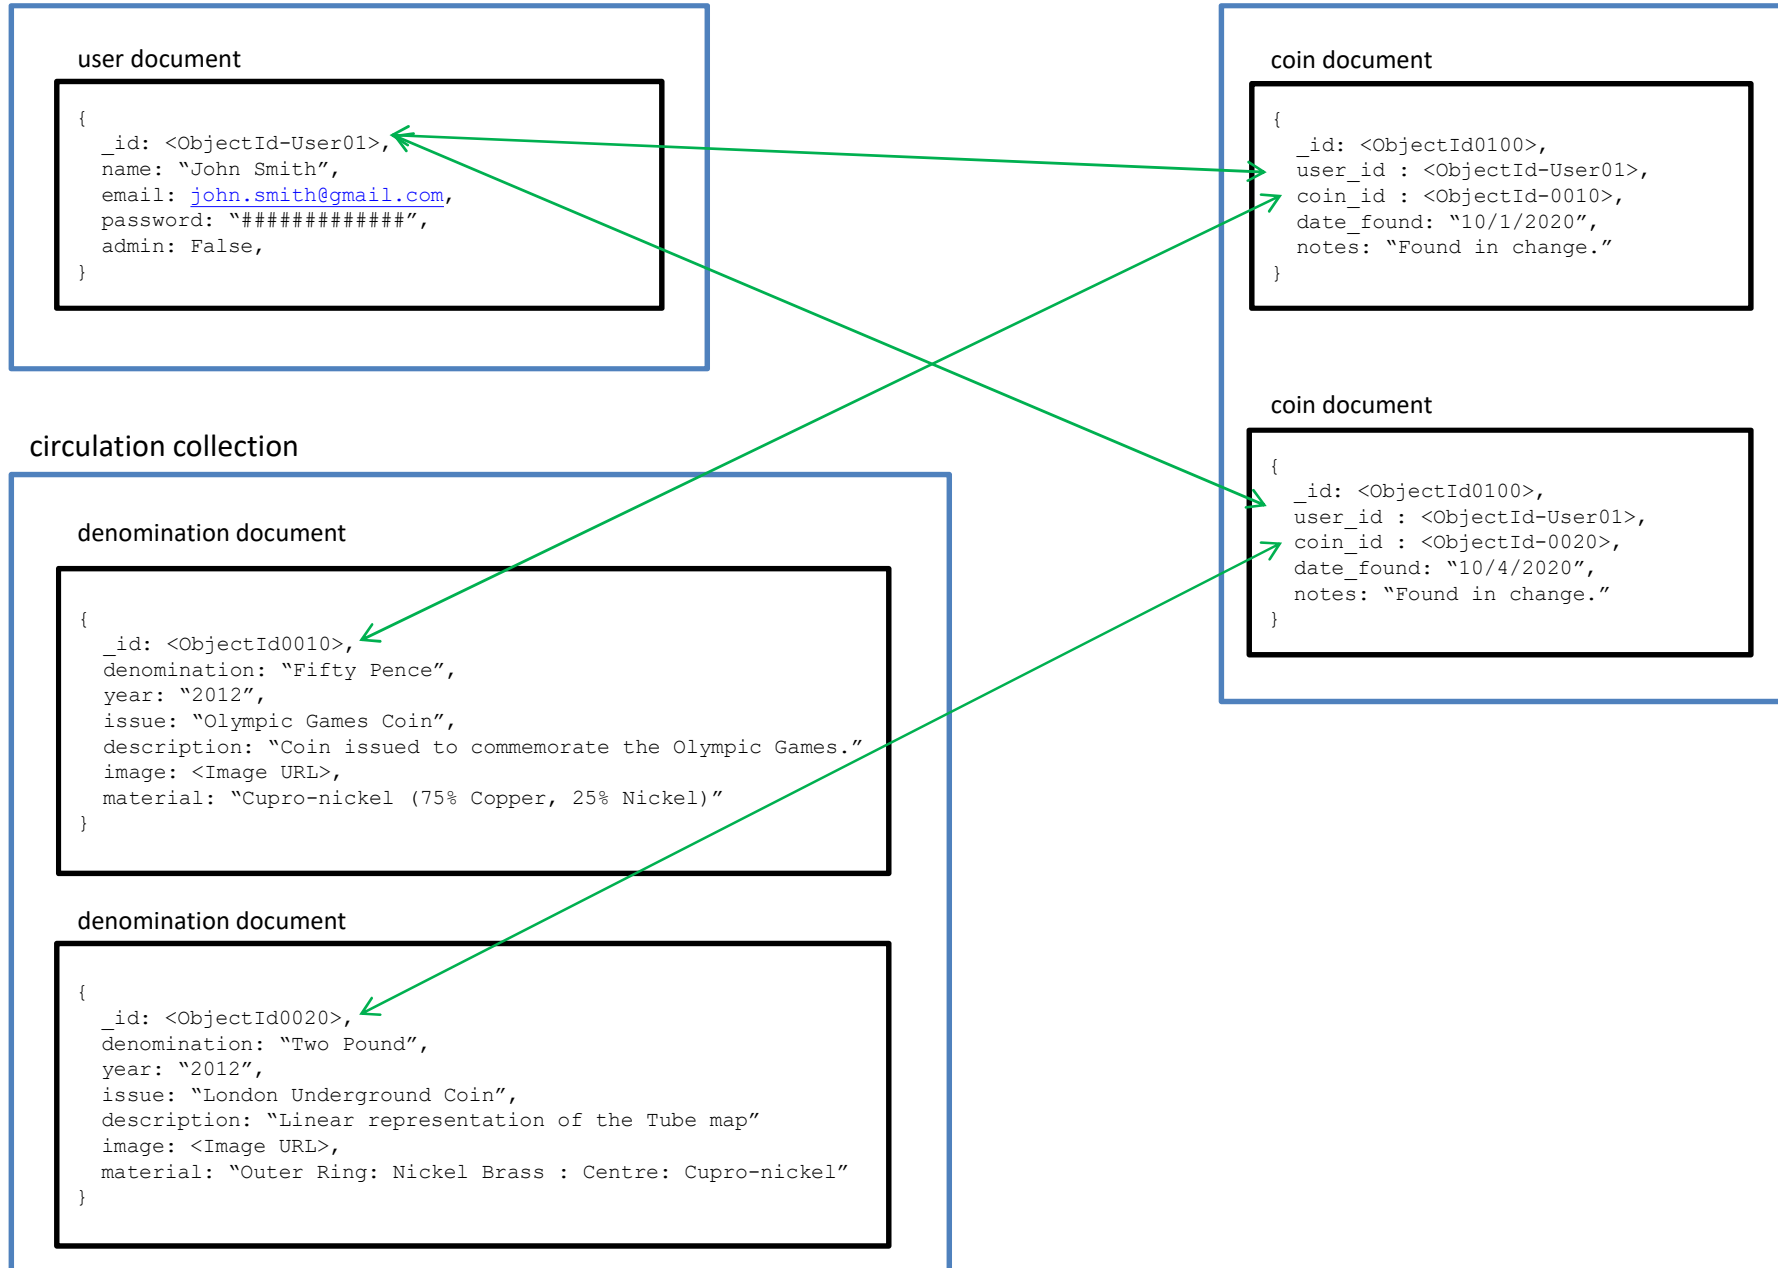 user document
{
_id: <ObjectId-User01>,
name: “John Smith”,
email: john.smith@gmail.com,
password: “#############”,
admin: False,
}
circulation collection
denomination document
{
_id: <ObjectId0010>,
denomination: “Fifty Pence”,
year: “2012”,
issue: “Olympic Games Coin”,
description: “Coin issued to commemorate the Olympic Games.”
image: <Image URL>,
material: “Cupro-nickel (75% Copper, 25% Nickel)”
}
denomination document
{
_id: <ObjectId0020>,
denomination: “Two Pound”,
year: “2012”,
issue: “London Underground Coin”,
description: “Linear representation of the Tube map”
image: <Image URL>,
material: “Outer Ring: Nickel Brass : Centre: Cupro-nickel”
}
coin document
{
_id: <ObjectId0100>,
user_id : <ObjectId-User01>,
coin_id : <ObjectId-0010>,
date_found: “10/1/2020”,
notes: “Found in change.”
}
coin document
{
_id: <ObjectId0100>,
user_id : <ObjectId-User01>,
coin_id : <ObjectId-0020>,
date_found: “10/4/2020”,
notes: “Found in change.”
}